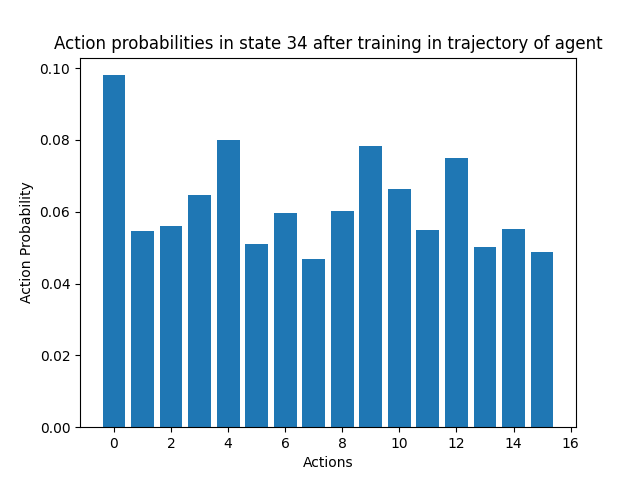 Action probabilities in state 34 after training in trajectory of agent
0.10
0.08
0.06
0.04
0.02
0.00
Action Probability
0 2 4 6 8 10 12 14 16
Actions